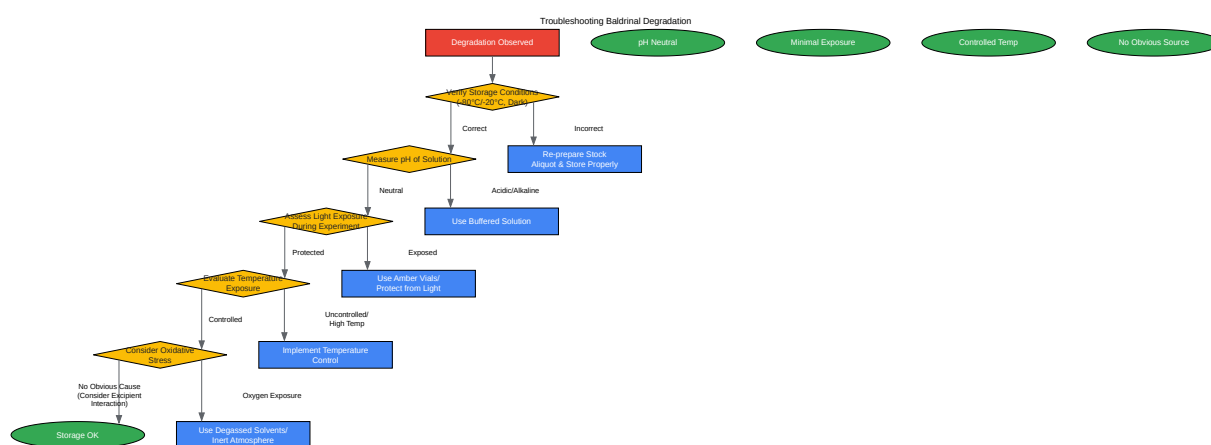 Troubleshooting Baldrinal Degradation
Degradation Observed
pH Neutral
Minimal Exposure
Controlled Temp
No Obvious Source
Verify Storage Conditions
(-80°C/-20°C, Dark)
Correct
Incorrect
Measure pH of Solution
Re-prepare Stock
Aliquot & Store Properly
Neutral
Acidic/Alkaline
Assess Light Exposure
During Experiment
Use Buffered Solution
Protected
Exposed
Evaluate Temperature
Exposure
Use Amber Vials/
Protect from Light
Controlled
Uncontrolled/
High Temp
Consider Oxidative
Stress
Implement Temperature
Control
No Obvious Cause
(Consider Excipient
Interaction)
Oxygen Exposure
Storage OK
Use Degassed Solvents/
Inert Atmosphere